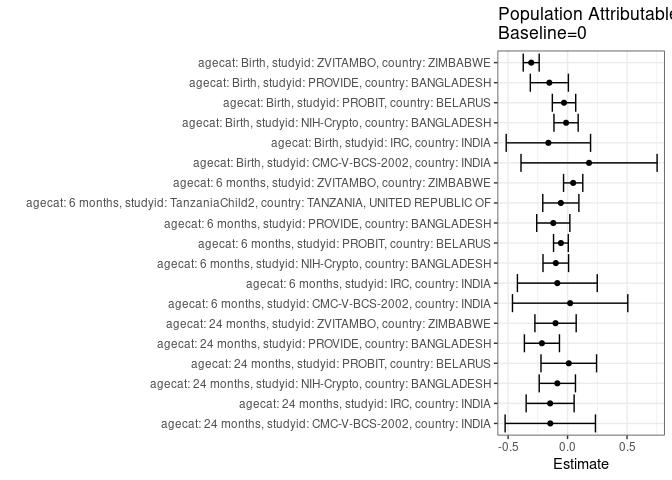 Population Attributable
Baseline=0
agecat: Birth, studyid: ZVITAMBO, country: ZIMBABWE
agecat: Birth, studyid: PROVIDE, country: BANGLADESH
agecat: Birth, studyid: PROBIT, country: BELARUS
agecat: Birth, studyid: NIH-Crypto, country: BANGLADESH
agecat: Birth, studyid: IRC, country: INDIA
agecat: Birth, studyid: CMC-V-BCS-2002, country: INDIA
agecat: 6 months, studyid: ZVITAMBO, country: ZIMBABWE
agecat: 6 months, studyid: TanzaniaChild2, country: TANZANIA, UNITED REPUBLIC OF
agecat: 6 months, studyid: PROVIDE, country: BANGLADESH
agecat: 6 months, studyid: PROBIT, country: BELARUS
agecat: 6 months, studyid: NIH-Crypto, country: BANGLADESH
agecat: 6 months, studyid: IRC, country: INDIA
agecat: 6 months, studyid: CMC-V-BCS-2002, country: INDIA
agecat: 24 months, studyid: ZVITAMBO, country: ZIMBABWE
agecat: 24 months, studyid: PROVIDE, country: BANGLADESH
agecat: 24 months, studyid: PROBIT, country: BELARUS
agecat: 24 months, studyid: NIH-Crypto, country: BANGLADESH
agecat: 24 months, studyid: IRC, country: INDIA
agecat: 24 months, studyid: CMC-V-BCS-2002, country: INDIA
-0.5 0.0 0.5
Estimate